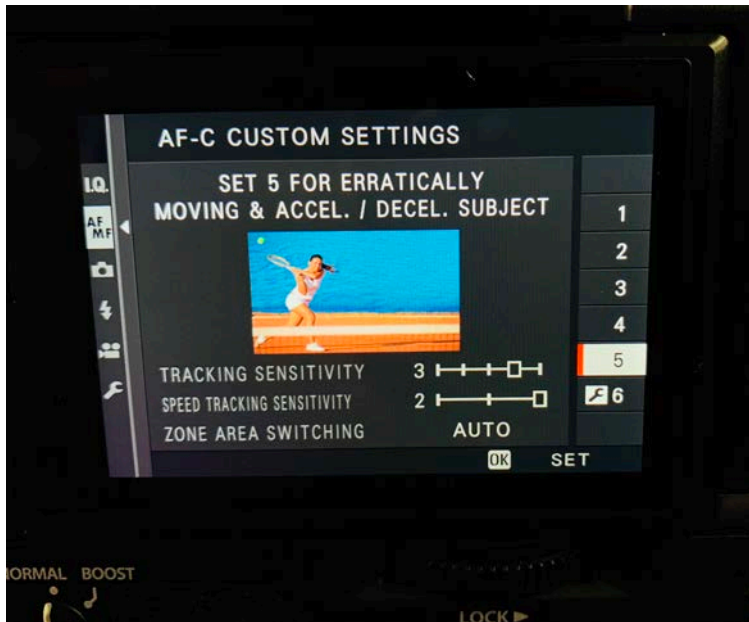 AF-C CUSTOM SETTINGS
I.Q.
AF
MF
SET 5 FOR ERRATICALLY
MOVING & ACCEL. / DECEL. SUBJECT
TRACKING SENSITIVITY 3
SPEED TRACKING SENSITIVITY 2
ZONE AREA SWITCHING AUTO
1
2
3
4
5
6
OK SET
NORMAL BOOST
LOCK